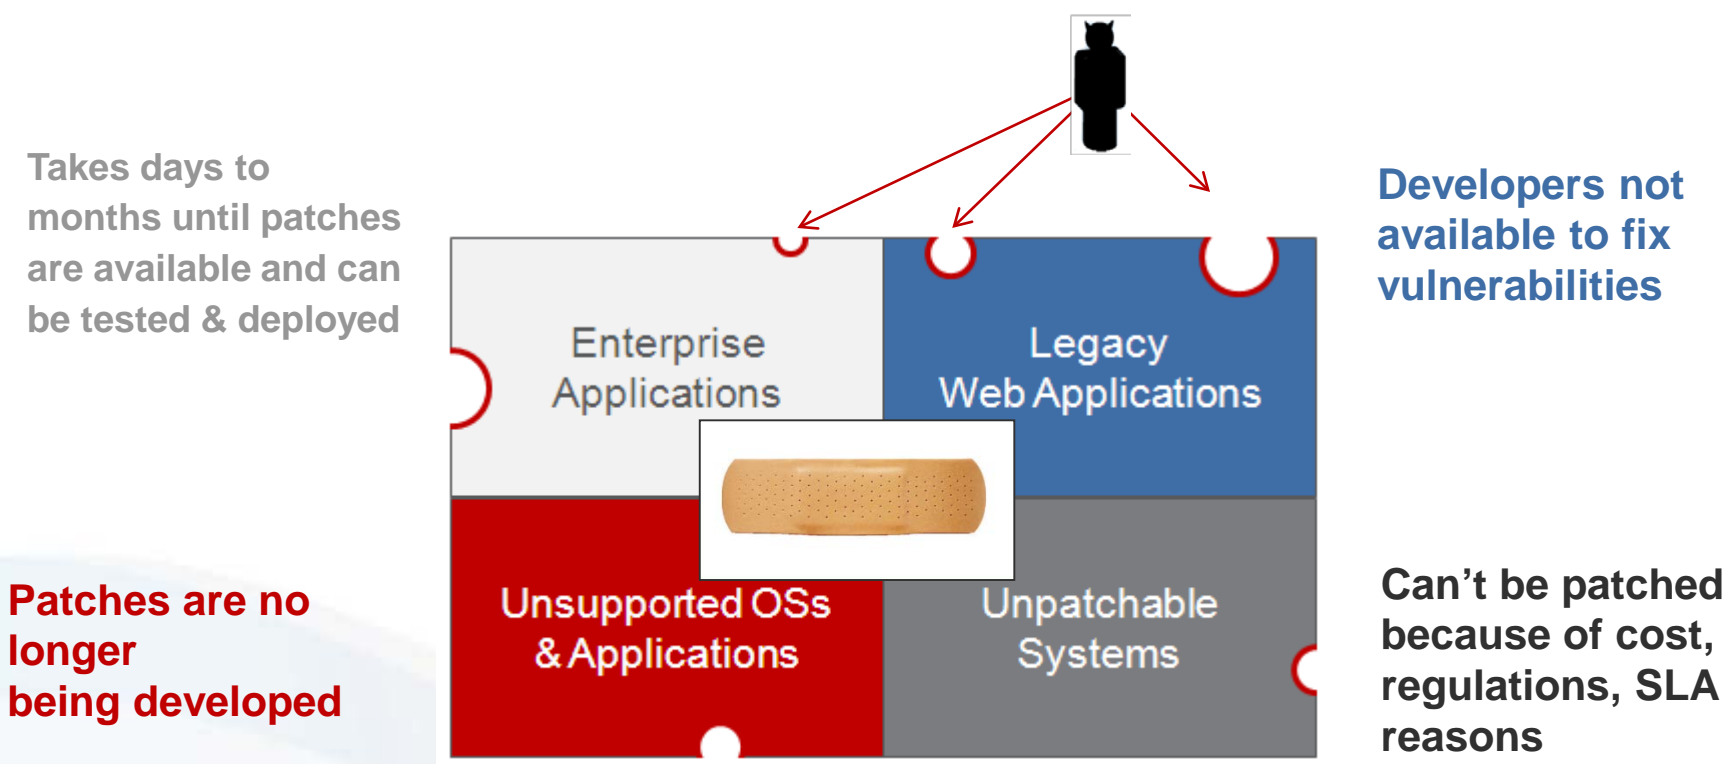 Takes days to
months until patches
are available and can
be tested & deployed
Developers not
available to fix
vulnerabilities
Enterprise
Applications
Legacy
Web Applications
Patches are no
longer
being developed
Unsupported OSs
& Applications
Unpatchable
Systems
Can’t be patched
because of cost,
regulations, SLA
reasons